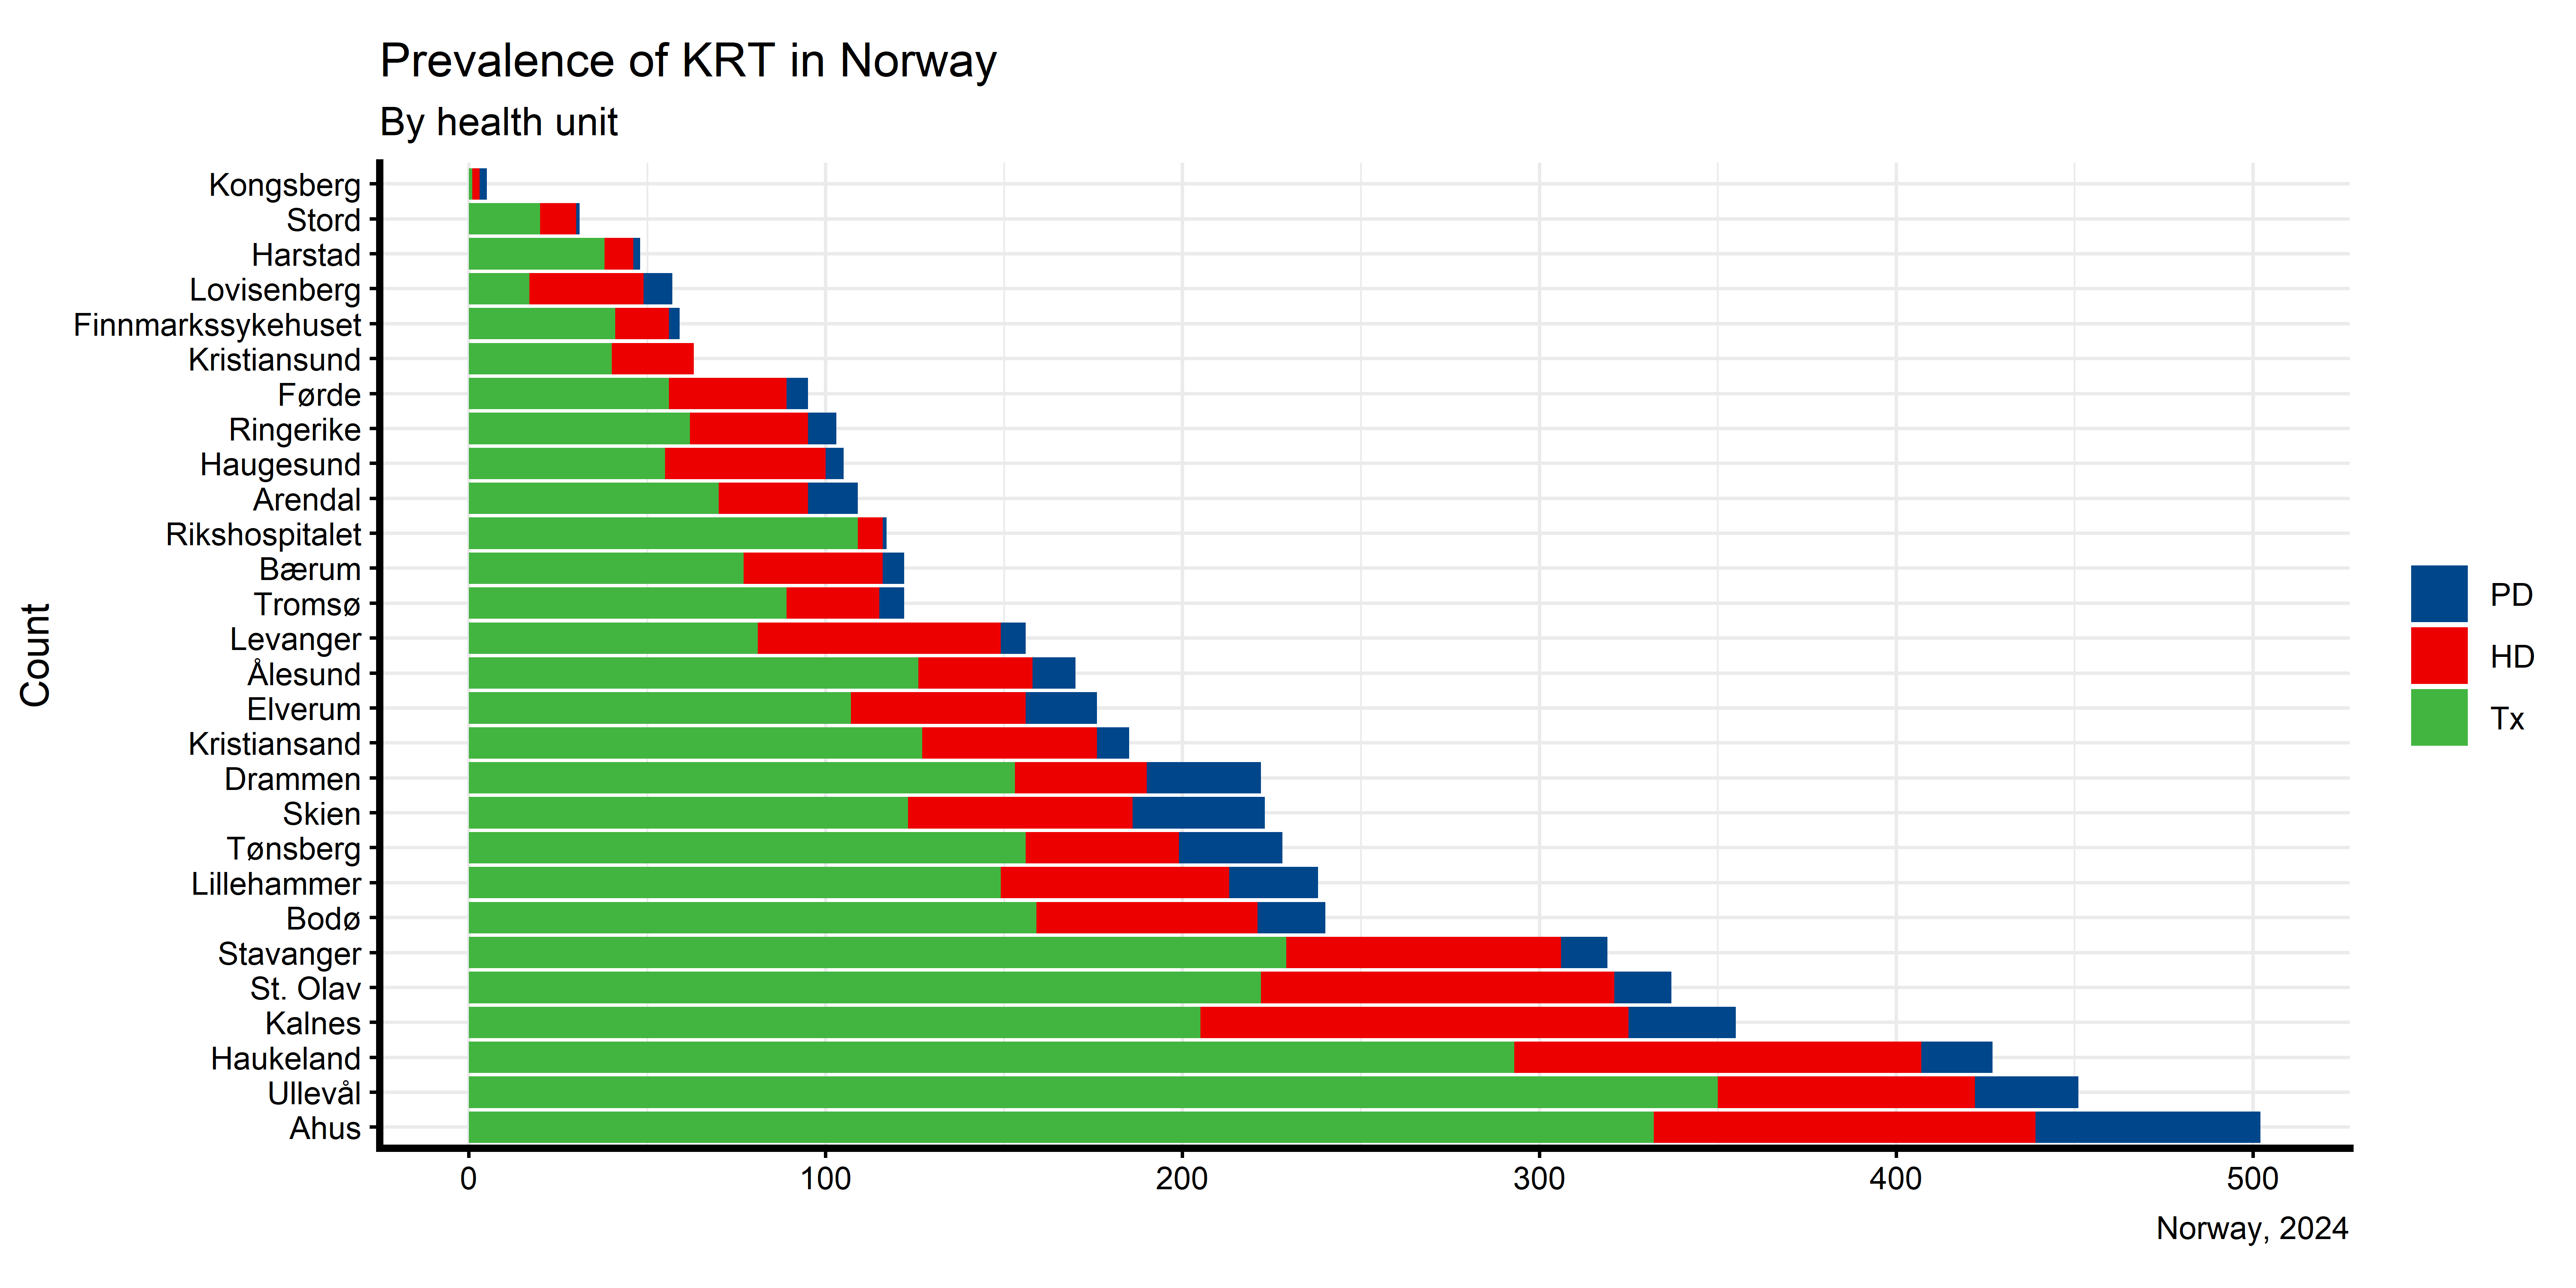 Prevalence of KRT in Norway
By health unit
Count
Kongsberg
Stord
Harstad
Lovisenberg
Finnmarkssykehuset
Kristiansund
Førde
Ringerike
Haugesund
Arendal
Rikshospitalet
Bærum
Tromsø
Levanger
Ålesund
Elverum
Kristiansand
Drammen
Skien
Tønsberg
Lillehammer
Bodø
Stavanger
St. Olav
Kalnes
Haukeland
Ullevål
Ahus
0 100 200 300 400 500
PD
HD
Tx
Norway, 2024